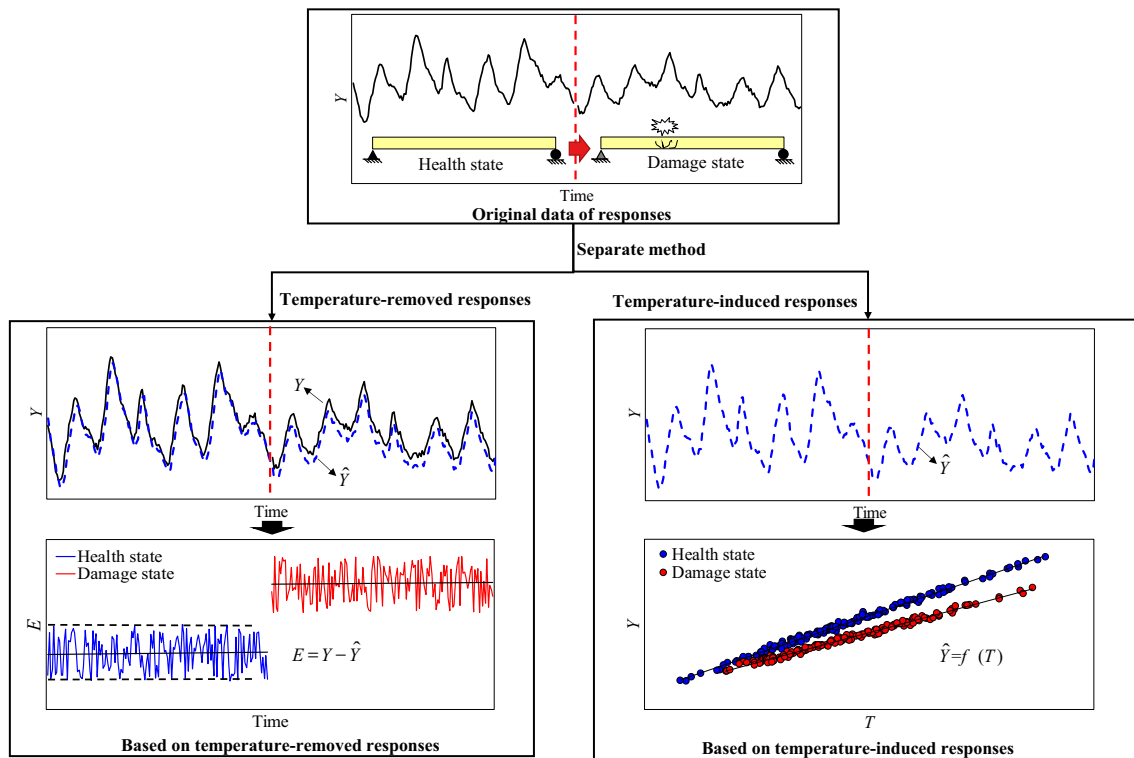 Y
Health state
Damage state
Time
Original data of responses
Separate method
Temperature-removed responses
Temperature-induced responses
Y
Y
Ŷ
Time
Health state
Damage state
E
E = Y − Ŷ
Time
Based on temperature-removed responses
Y
Ŷ
Time
Health state
Damage state
Y
Ŷ=f (T)
T
Based on temperature-induced responses